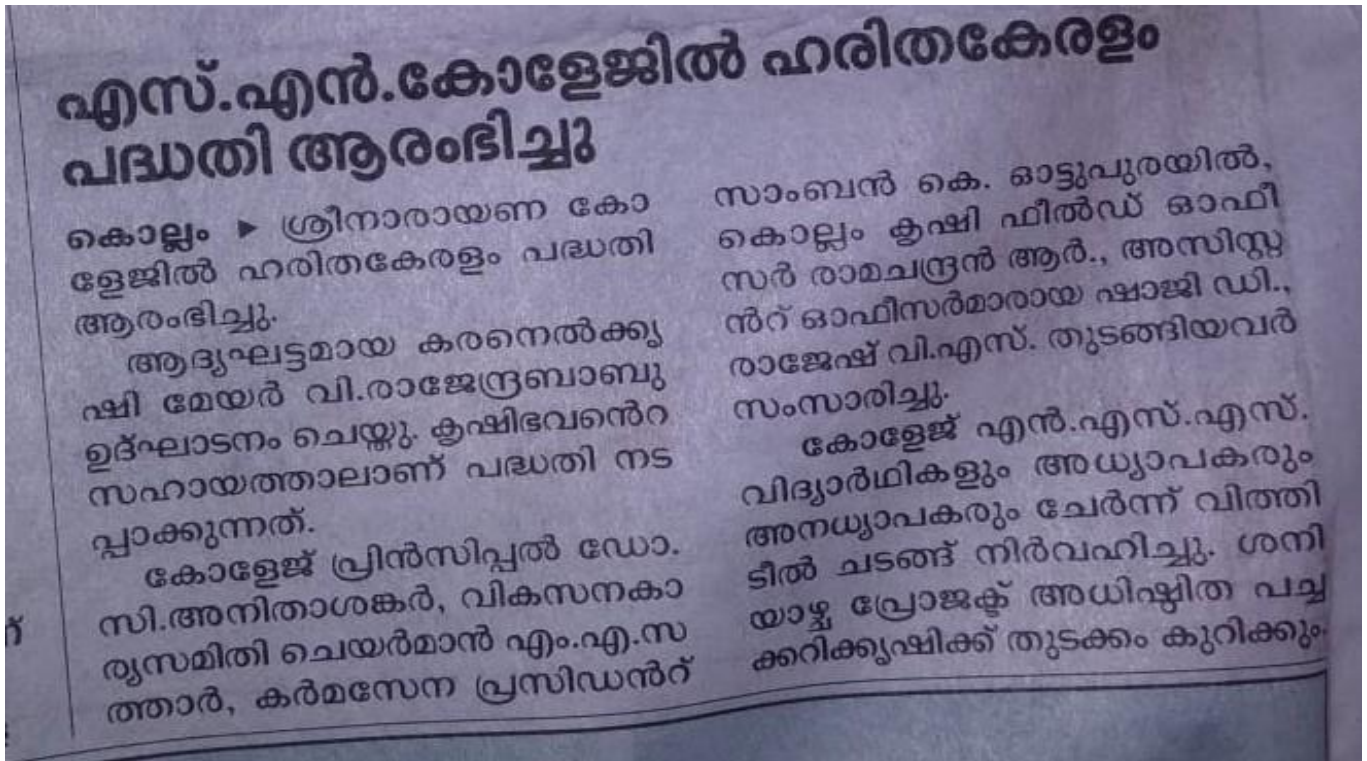 എസ്.എൻ.കോളേജിൽ ഹരിതകേരളം
പദ്ധതി ആരംഭിച്ചു
കൊല്ലം ► ശ്രീനാരായണ കോ
ളേജിൽ ഹരിതകേരളം പദ്ധതി
ആരംഭിച്ചു.
ആദ്യഘട്ടമായ കരനെൽക്കൃ
ഷി മേയർ വി.രാജേന്ദ്രബാബു
ഉദ്ഘാടനം ചെയ്തു. കൃഷിഭവന്റെ
സഹായത്താലാണ് പദ്ധതി നട
പ്പാക്കുന്നത്.
കോളേജ് പ്രിൻസിപ്പൽ ഡോ.
സി.അനിതാശങ്കർ, വികസനകാ
ര്യസമിതി ചെയർമാൻ എം.എ.സ
ത്താർ, കർമസേന പ്രസിഡൻറ്
സാംബൻ കെ. ഓട്ടുപുരയിൽ,
കൊല്ലം കൃഷി ഫീൽഡ് ഓഫീ
സർ രാമചന്ദ്രൻ ആർ., അസിസ്റ്റ
ൻറ് ഓഫീസർമാരായ ഷാജി ഡി.,
രാജേഷ് വി.എസ്. തുടങ്ങിയവർ
സംസാരിച്ചു.
കോളേജ് എൻ.എസ്.എസ്.
വിദ്യാർഥികളും അധ്യാപകരും
അനധ്യാപകരും ചേർന്ന് വിത്തി
ടീൽ ചടങ്ങ് നിർവഹിച്ചു. ശനി
യാഴ്ച പ്രോജക്ട് അധിഷ്ഠിത പച്ച
ക്കറിക്കൃഷിക്ക് തുടക്കം കുറിക്കും.